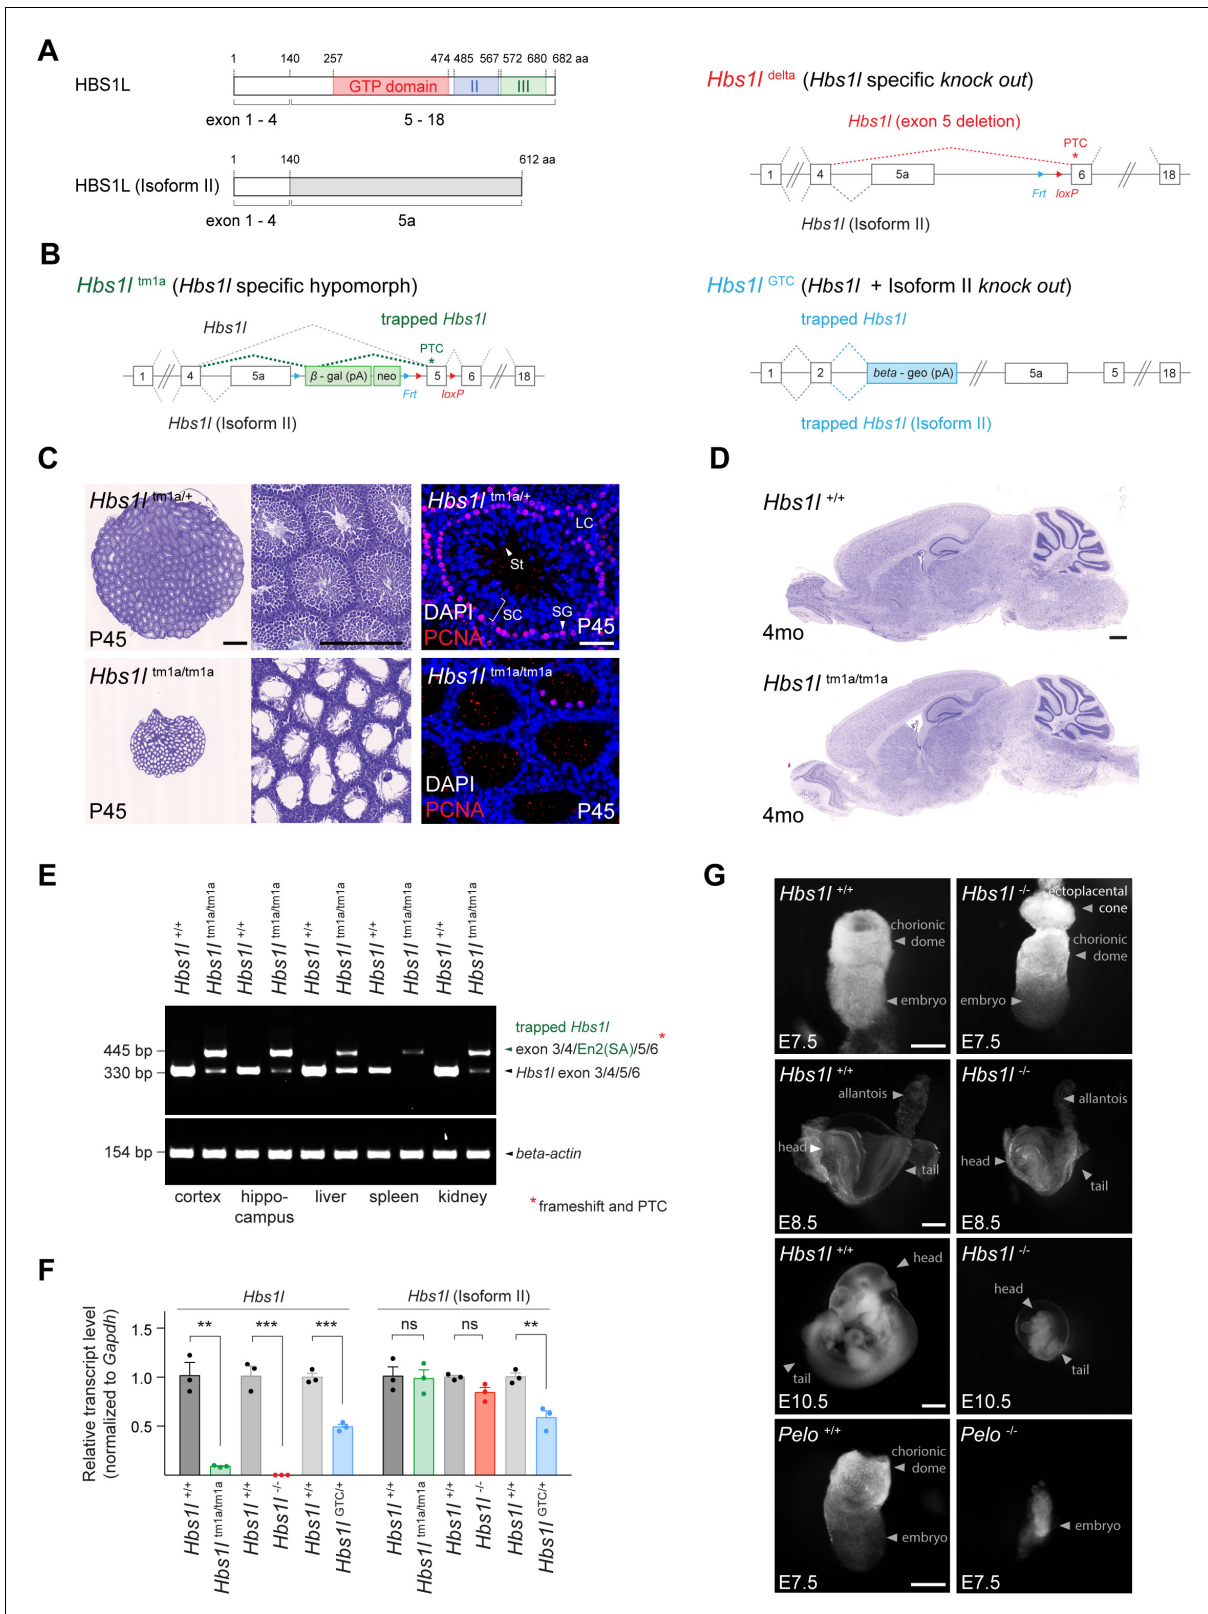 A
1 140 257 474 485 567 572 680 682 aa
HBS1L
GTP domain II III
exon 1 - 4 5 - 18
1 140 612 aa
HBS1L (Isoform II)
exon 1 - 4 5a
Hbs1l delta (Hbs1l specific knock out)
Hbs1l (exon 5 deletion)
PTC
*
1 4 5a 6 18
Frt loxP
Hbs1l (Isoform II)
B
Hbs1l tm1a (Hbs1l specific hypomorph)
Hbs1l trapped Hbs1l
PTC
*
1 4 5a β - gal (pA) neo 5 6 18
Frt loxP
Hbs1l (Isoform II)
Hbs1l GTC (Hbs1l + Isoform II knock out)
trapped Hbs1l
1 2 beta - geo (pA) 5a 5 18
trapped Hbs1l (Isoform II)
C
Hbs1l tm1a/+
P45
Hbs1l tm1a/+
LC
St
SC
SG
DAPI
PCNA
P45
Hbs1l tm1a/tm1a
P45
Hbs1l tm1a/tm1a
DAPI
PCNA
P45
D
Hbs1l +/+
4mo
Hbs1l tm1a/tm1a
4mo
E
Hbs1l +/+
Hbs1l tm1a/tm1a
Hbs1l +/+
Hbs1l tm1a/tm1a
Hbs1l +/+
Hbs1l tm1a/tm1a
Hbs1l +/+
Hbs1l tm1a/tm1a
Hbs1l +/+
Hbs1l tm1a/tm1a
trapped Hbs1l
445 bp
exon 3/4/En2(SA)/5/6 *
330 bp
Hbs1l exon 3/4/5/6
154 bp
beta-actin
cortex hippo-campus liver spleen kidney
* frameshift and PTC
F
Hbs1l
Hbs1l (Isoform II)
Relative transcript level
(normalized to Gapdh)
1.5
1.0
0.5
** *** *** ns ns **
Hbs1l +/+
Hbs1l tm1a/tm1a
Hbs1l +/+
Hbs1l -/-
Hbs1l +/+
Hbs1l GTC/+
Hbs1l +/+
Hbs1l tm1a/tm1a
Hbs1l +/+
Hbs1l -/-
Hbs1l +/+
Hbs1l GTC/+
G
Hbs1l +/+
chorionic
dome
embryo
E7.5
Hbs1l -/-
ectoplacental
cone
chorionic
dome
embryo
E7.5
Hbs1l +/+
allantois
head
tail
E8.5
Hbs1l -/-
allantois
head
tail
E8.5
Hbs1l +/+
head
tail
E10.5
Hbs1l -/-
head
tail
E10.5
Pelo +/+
chorionic
dome
embryo
E7.5
Pelo -/-
embryo
E7.5